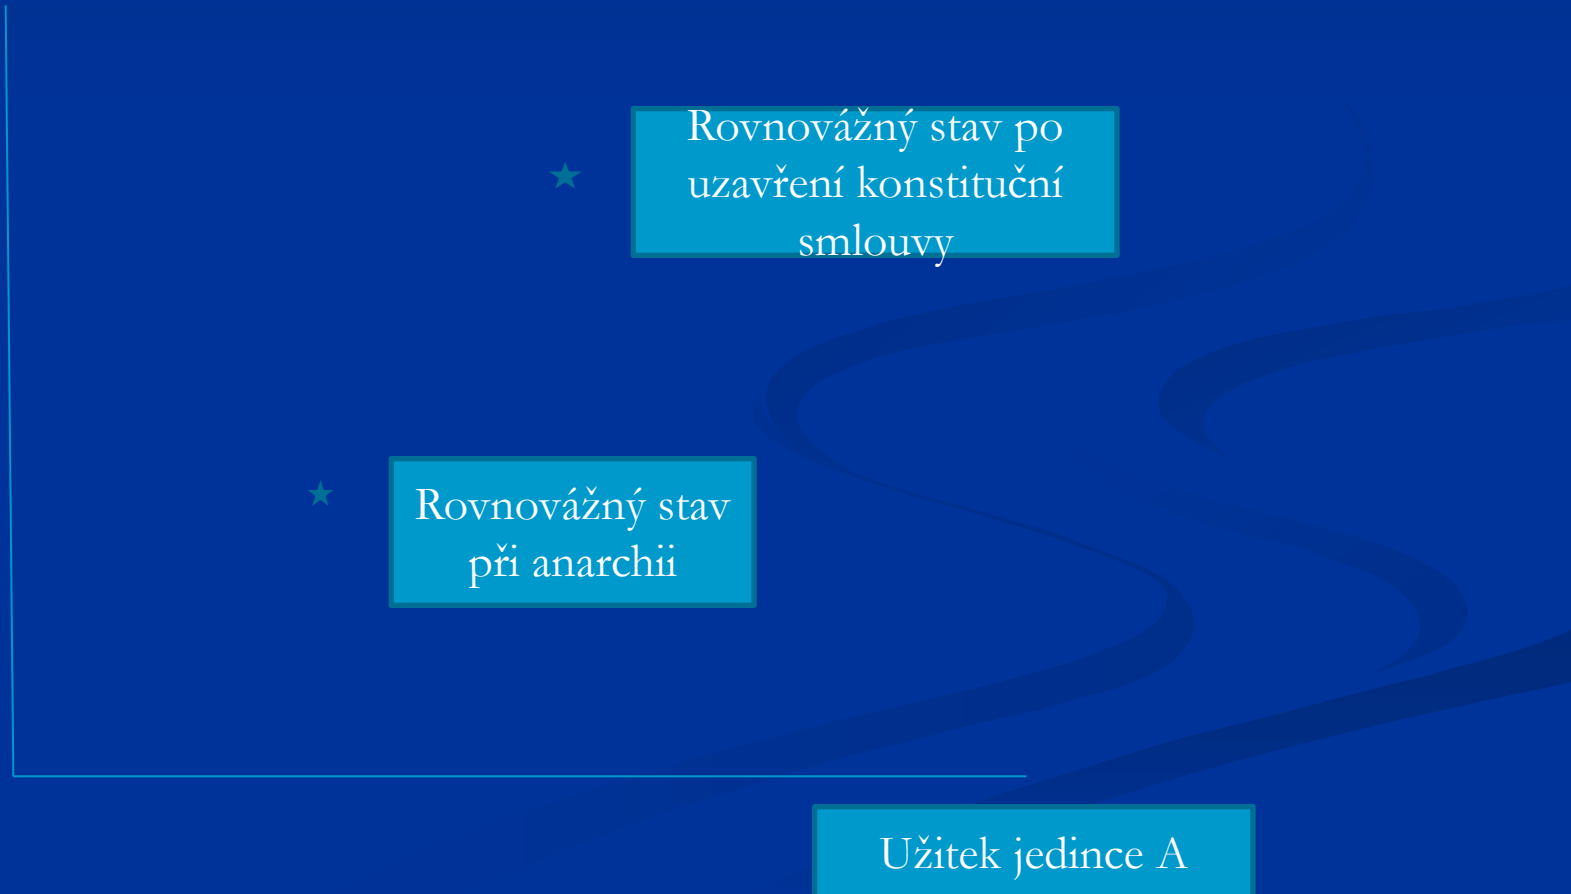 Rovnovážný stav po
uzavření konstituční
smlouvy
Rovnovážný stav
při anarchii
Užitek jedince A